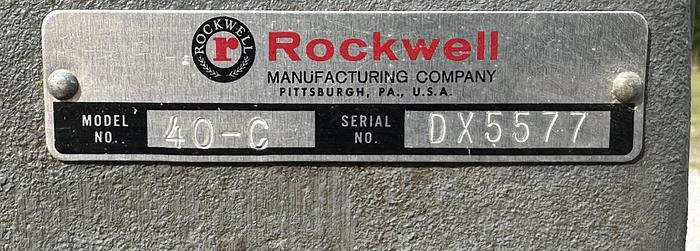 ROCKWELL
r
Rockwell
MANUFACTURING COMPANY
PITTSBURGH, PA., U.S.A.
MODEL NO. 40-C SERIAL NO. DX5577